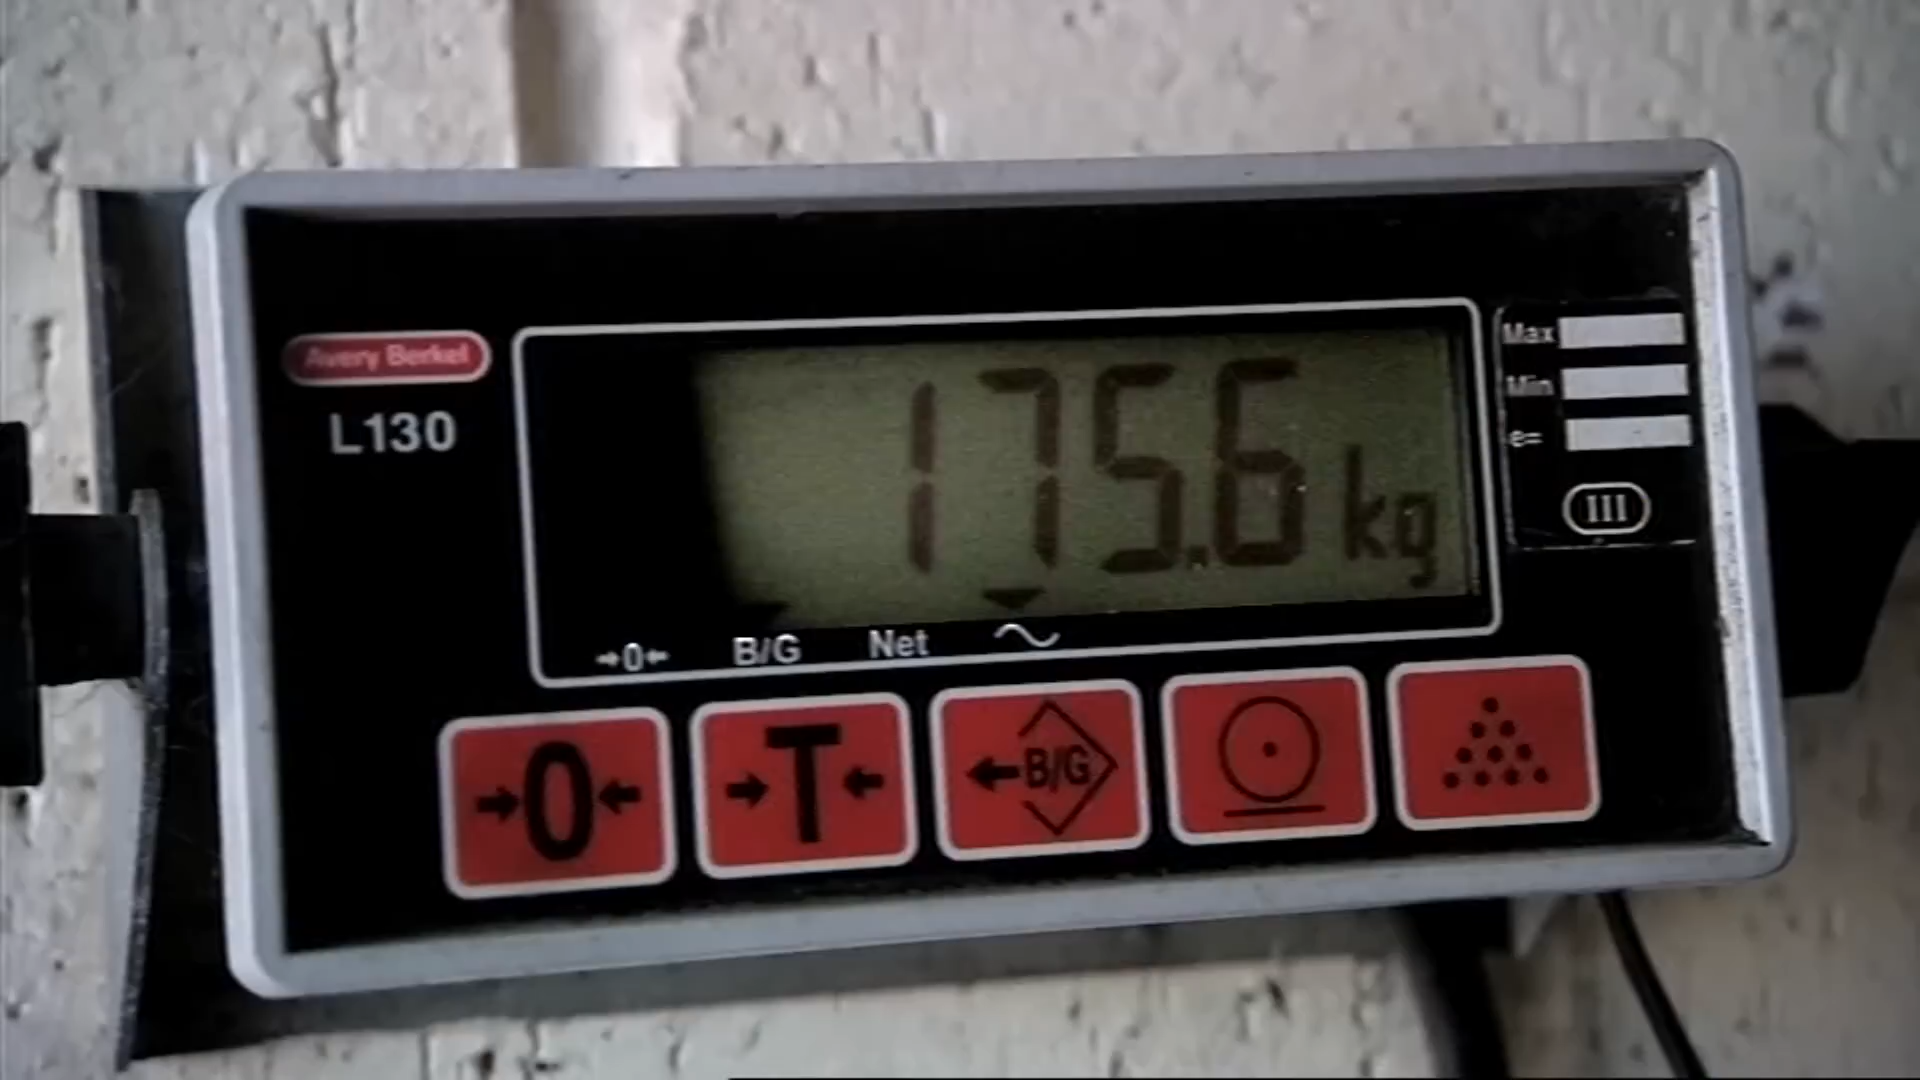 Avery Berkel
L130
175.6 kg
Max
Min
e=
III
→0← B/G Net
→0← →T← ←B/G